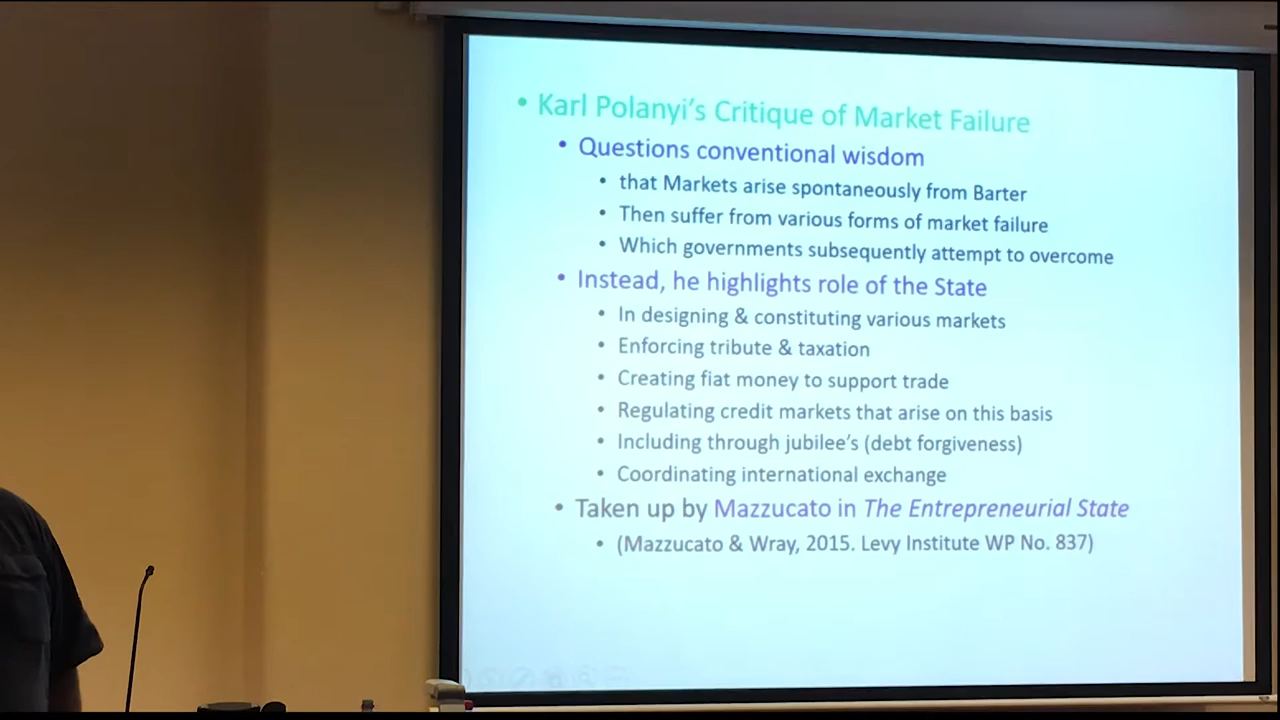 • Karl Polanyi's Critique of Market Failure
• Questions conventional wisdom
• that Markets arise spontaneously from Barter
• Then suffer from various forms of market failure
• Which governments subsequently attempt to overcome
• Instead, he highlights role of the State
• In designing & constituting various markets
• Enforcing tribute & taxation
• Creating fiat money to support trade
• Regulating credit markets that arise on this basis
• Including through jubilee's (debt forgiveness)
• Coordinating international exchange
• Taken up by Mazzucato in The Entrepreneurial State
• (Mazzucato & Wray, 2015. Levy Institute WP No. 837)